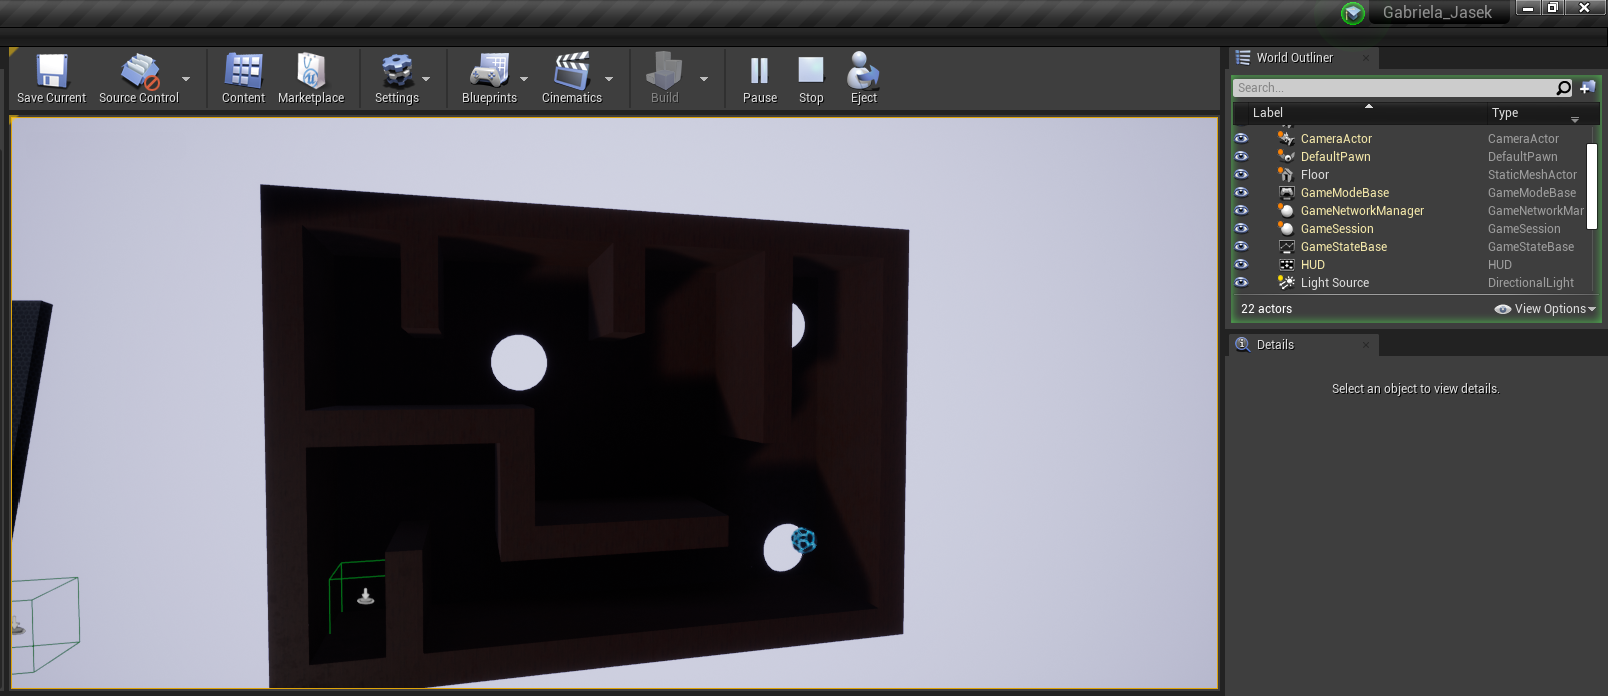 Gabriela_Jasek
Save Current
Source Control
Content
Marketplace
Settings
Blueprints
Cinematics
Build
Pause
Stop
Eject
World Outliner
Search...
Label Type
CameraActor CameraActor
DefaultPawn DefaultPawn
Floor StaticMeshActor
GameModeBase GameModeBase
GameNetworkManager GameNetworkMar
GameSession GameSession
GameStateBase GameStateBase
HUD HUD
Light Source DirectionalLight
22 actors View Options
Details
Select an object to view details.